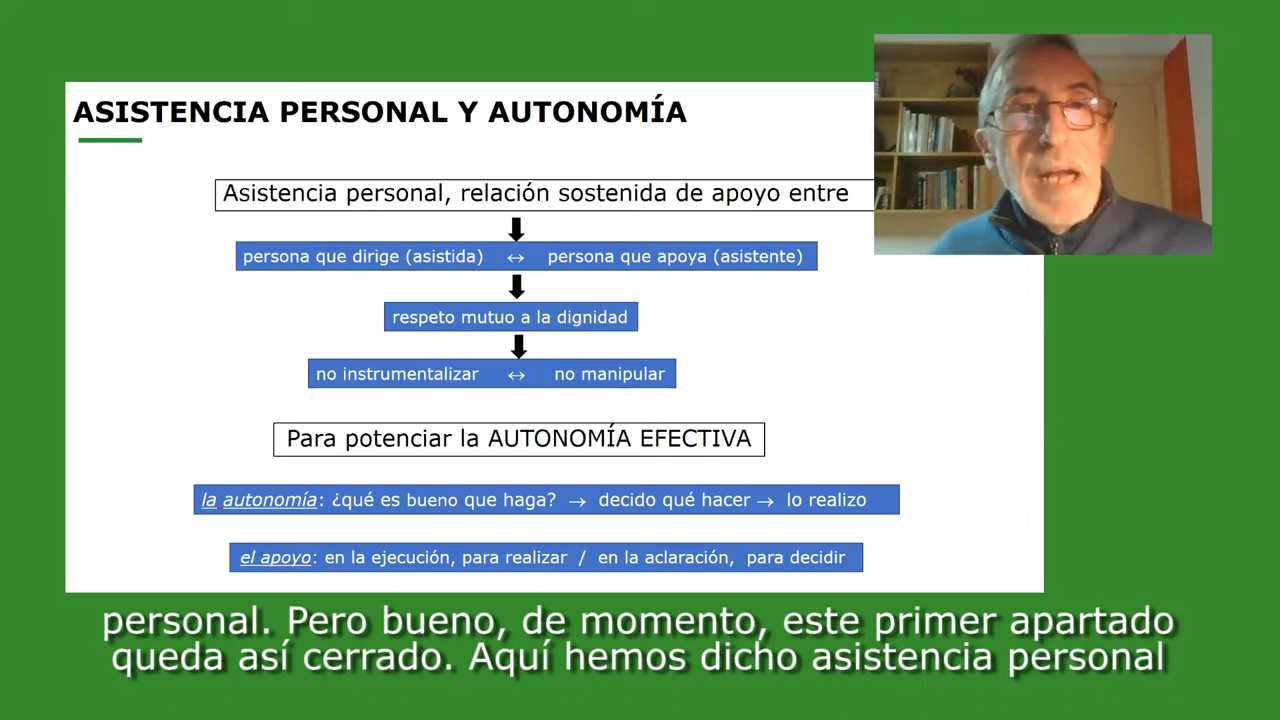 ASISTENCIA PERSONAL Y AUTONOMÍA
Asistencia personal, relación sostenida de apoyo entre
persona que dirige (asistida) ↔ persona que apoya (asistente)
respeto mutuo a la dignidad
no instrumentalizar ↔ no manipular
Para potenciar la AUTONOMÍA EFECTIVA
la autonomía: ¿qué es bueno que haga? → decido qué hacer → lo realizo
el apoyo: en la ejecución, para realizar / en la aclaración, para decidir
personal. Pero bueno, de momento, este primer apartado
queda así cerrado. Aquí hemos dicho asistencia personal